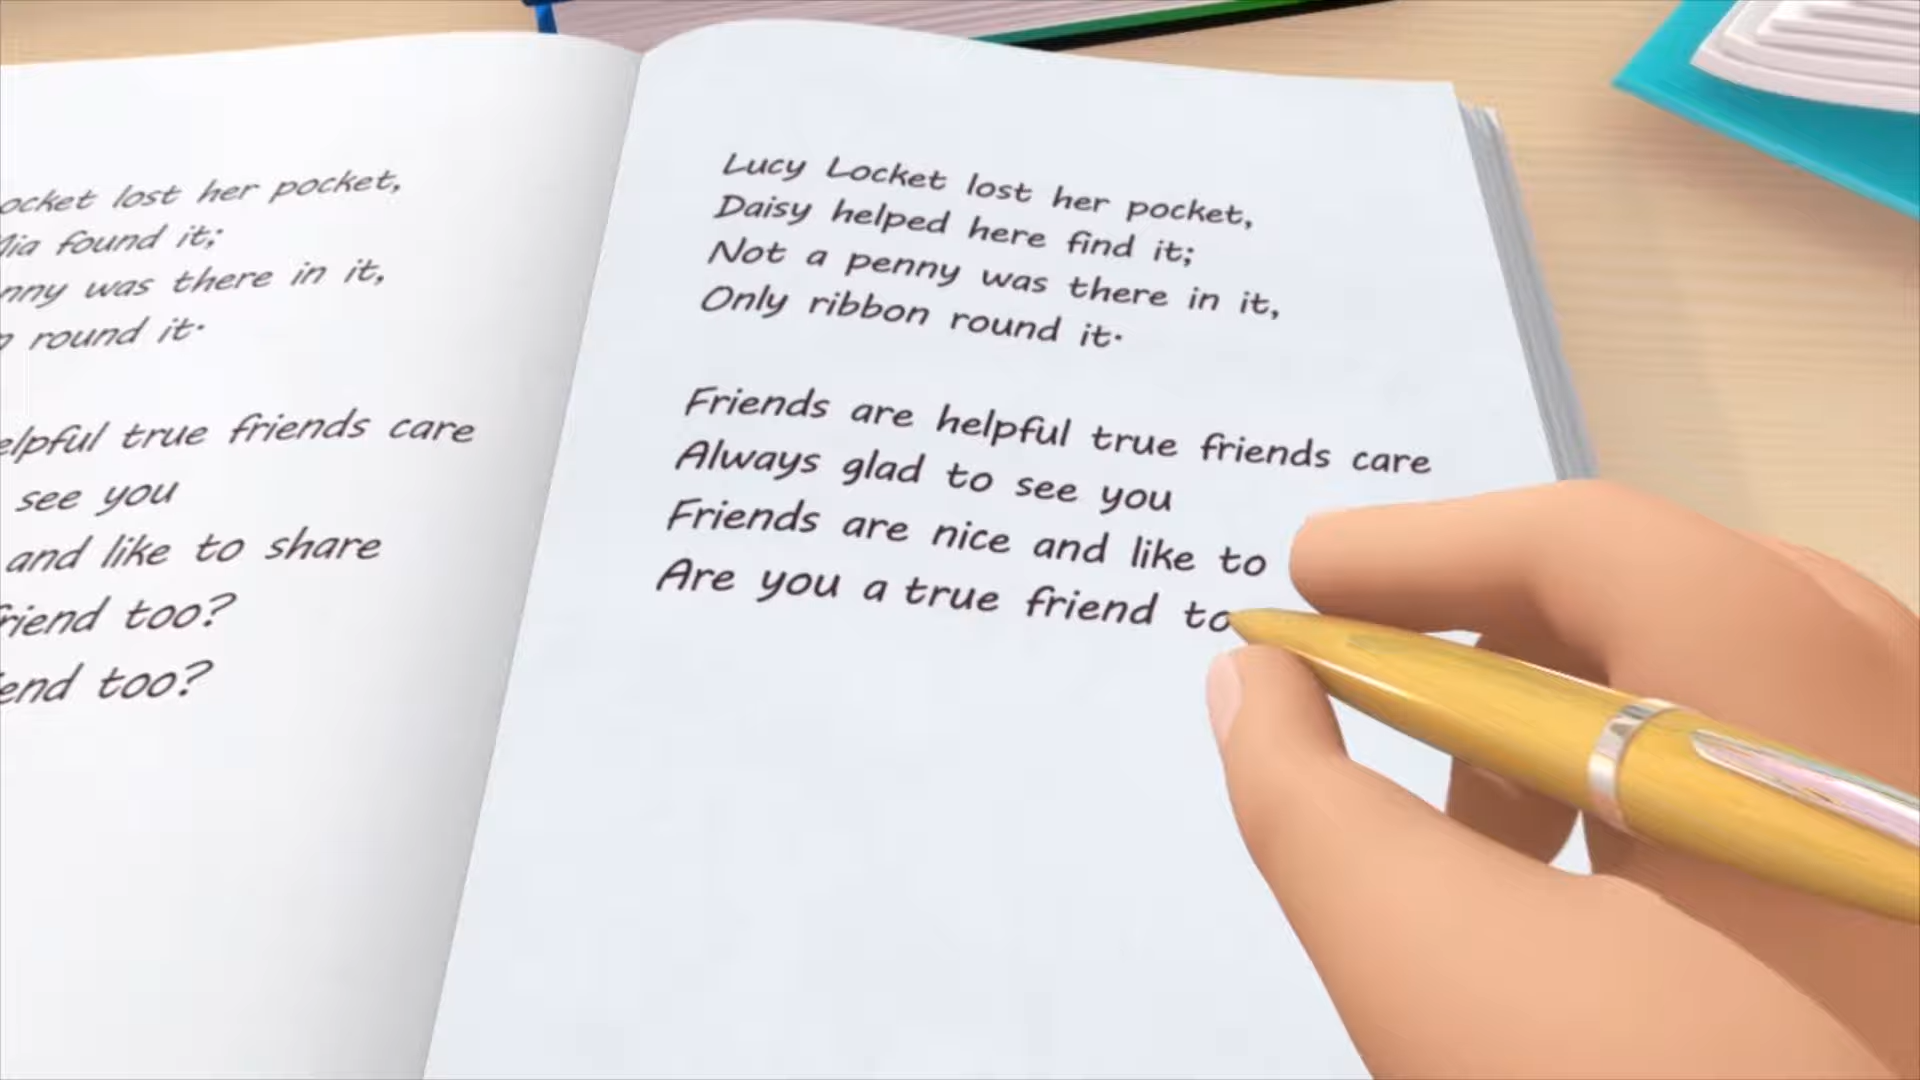 ocket lost her pocket,
Mia found it;
nny was there in it,
n round it.
elpful true friends care
see you
and like to share
friend too?
end too?
Lucy Locket lost her pocket,
Daisy helped here find it;
Not a penny was there in it,
Only ribbon round it.
Friends are helpful true friends care
Always glad to see you
Friends are nice and like to
Are you a true friend to